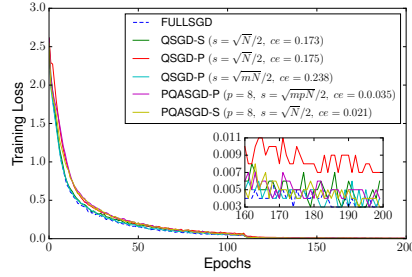 3.0
2.5
2.0
1.5
1.0
0.5
0.0
Training Loss
FULLSGD
QSGD-S (s = √N/2, ce = 0.173)
QSGD-P (s = √N/2, ce = 0.175)
QSGD-P (s = √mN/2, ce = 0.238)
PQASGD-P (p = 8, s = √mpN/2, ce = 0.0.035)
PQASGD-S (p = 8, s = √N/2, ce = 0.021)
0.011
0.009
0.007
0.005
0.003
160 170 180 190 200
0 50 100 150 200
Epochs